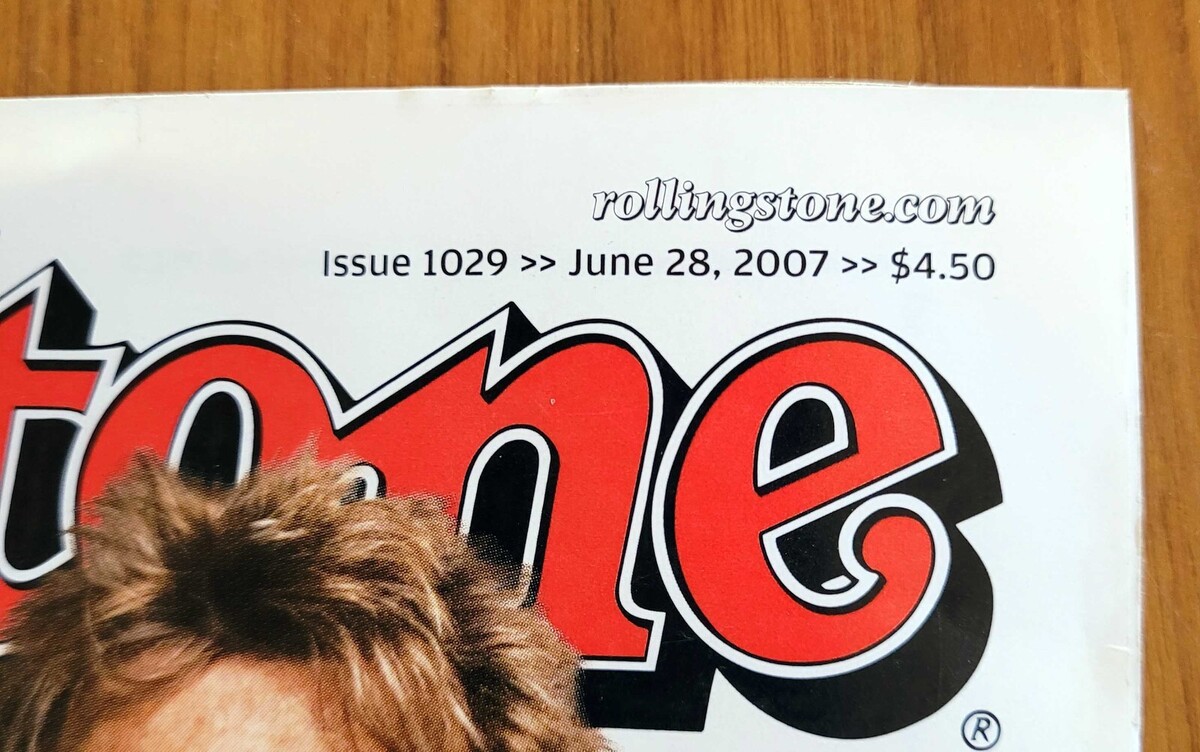 rollingstone.com
Issue 1029 >> June 28, 2007 >> $4.50
tone
®